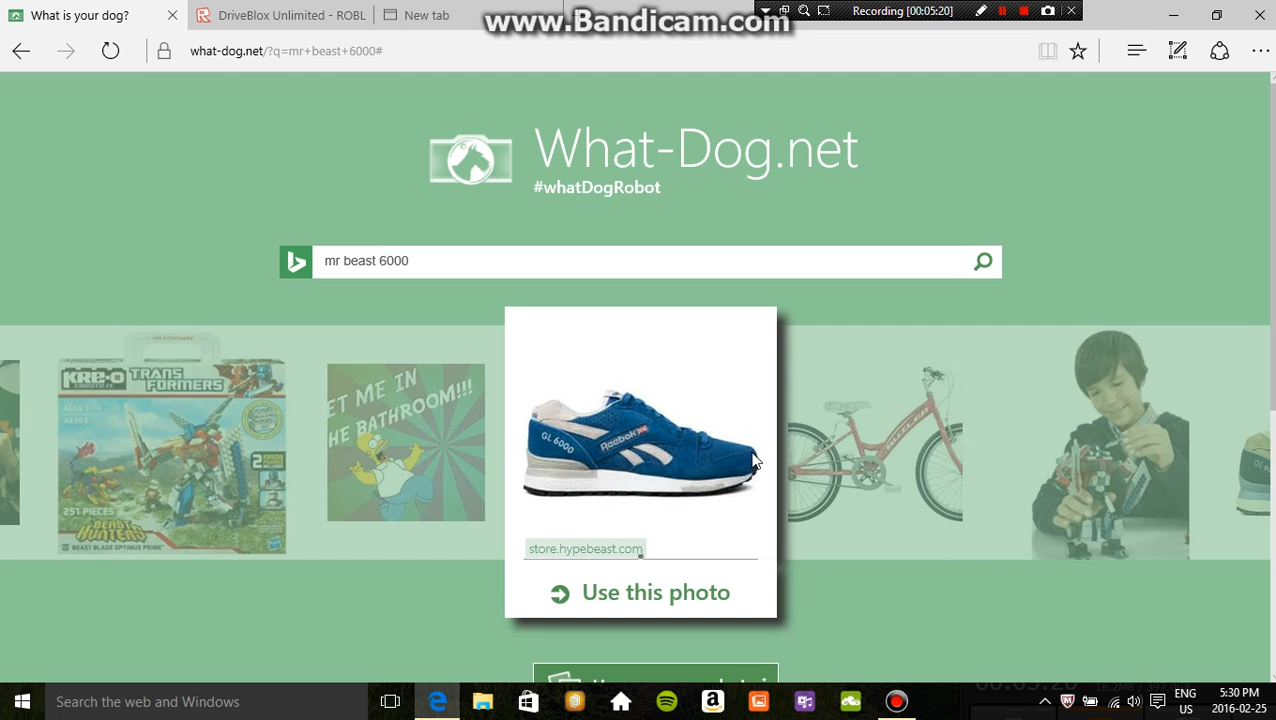 What is your dog?
DriveBlox Unlimited - ROBL
New tab
www.Bandicam.com
Recording [00:05:20]
what-dog.net/?q=mr+beast+6000#
What-Dog.net
#whatDogRobot
mr beast 6000
KRE-O
TRANS
FORMERS
251 PIECES
BEAST HUNTERS
BEAST BLADE OPTIMUS PRIME
ET ME IN
HE BATHROOM!!!
GL 6000
Reebok
store.hypebeast.com
Use this photo
Search the web and Windows
ENG
US
5:30 PM
2016-02-25